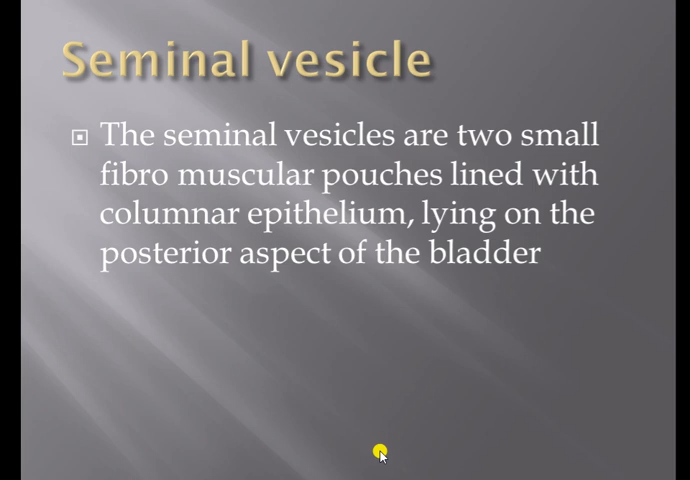 Seminal vesicle
The seminal vesicles are two small
fibro muscular pouches lined with
columnar epithelium, lying on the
posterior aspect of the bladder